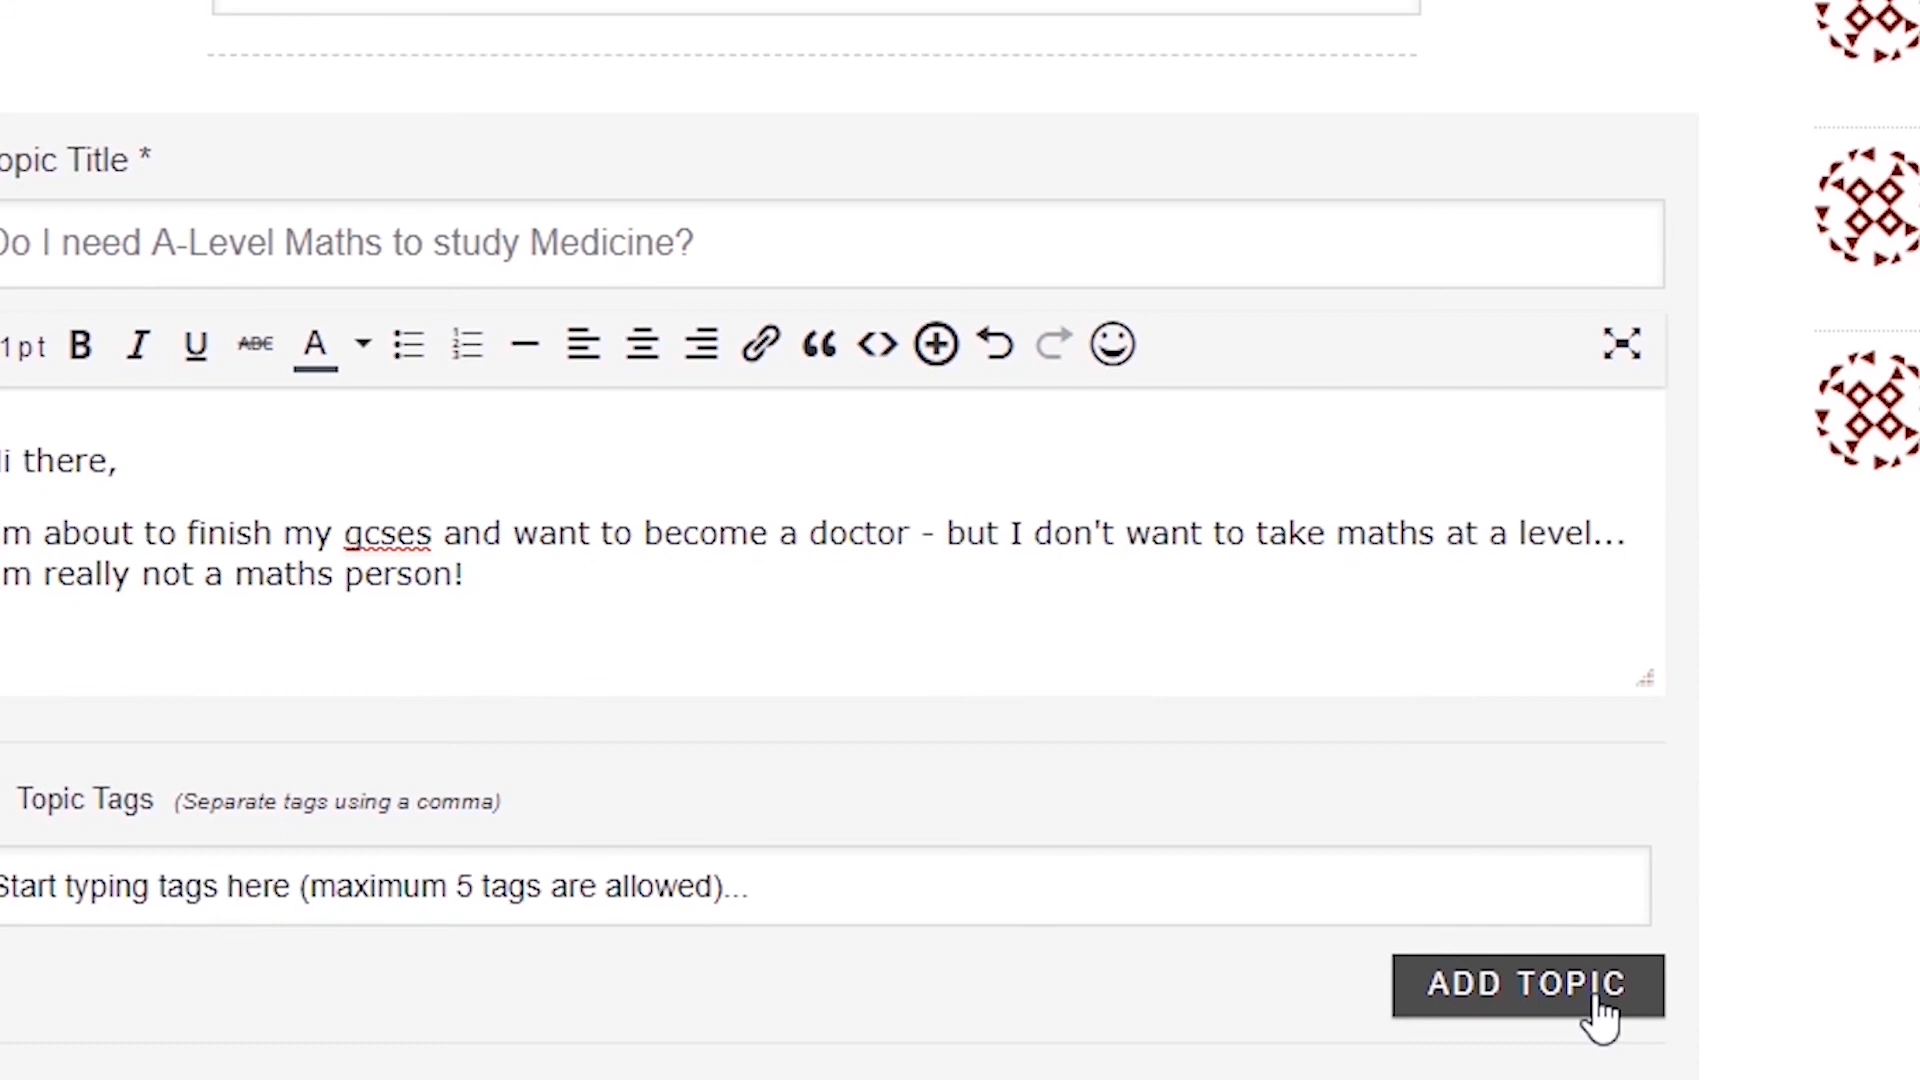 opic Title *
Do I need A-Level Maths to study Medicine?
1pt B I U ABC A
i there,
m about to finish my gcses and want to become a doctor - but I don't want to take maths at a level...
m really not a maths person!
Topic Tags (Separate tags using a comma)
Start typing tags here (maximum 5 tags are allowed)...
ADD TOPIC